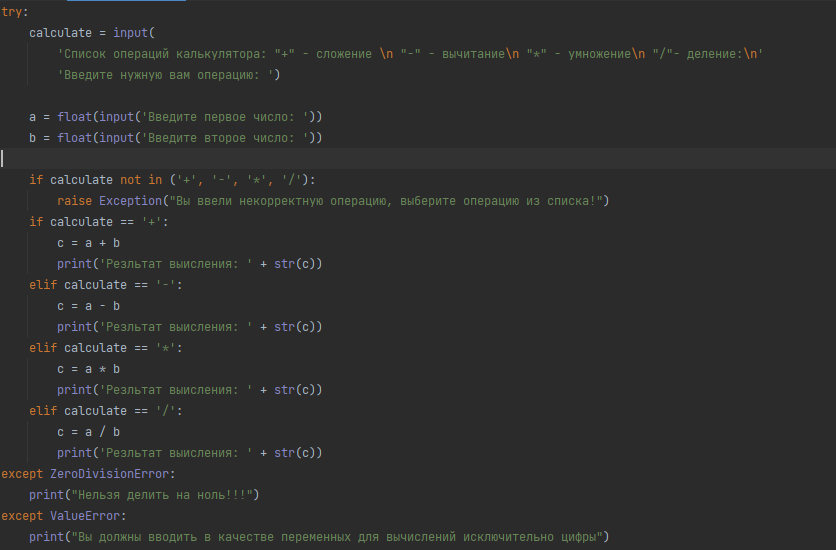 try:
    calculate = input(
        'Список операций калькулятора: "+" - сложение \n "-" - вычитание\n "*" - умножение\n "/"- деление:\n'
        'Введите нужную вам операцию: ')
    a = float(input('Введите первое число: '))
    b = float(input('Введите второе число: '))
    if calculate not in ('+', '-', '*', '/'):
        raise Exception("Вы ввели некорректную операцию, выберите операцию из списка!")
    if calculate == '+':
        c = a + b
        print('Резльтат выисления: ' + str(c))
    elif calculate == '-':
        c = a - b
        print('Резльтат выисления: ' + str(c))
    elif calculate == '*':
        c = a * b
        print('Резльтат выисления: ' + str(c))
    elif calculate == '/':
        c = a / b
        print('Резльтат выисления: ' + str(c))
except ZeroDivisionError:
    print("Нельзя делить на ноль!!!")
except ValueError:
    print("Вы должны вводить в качестве переменных для вычислений исключительно цифры")